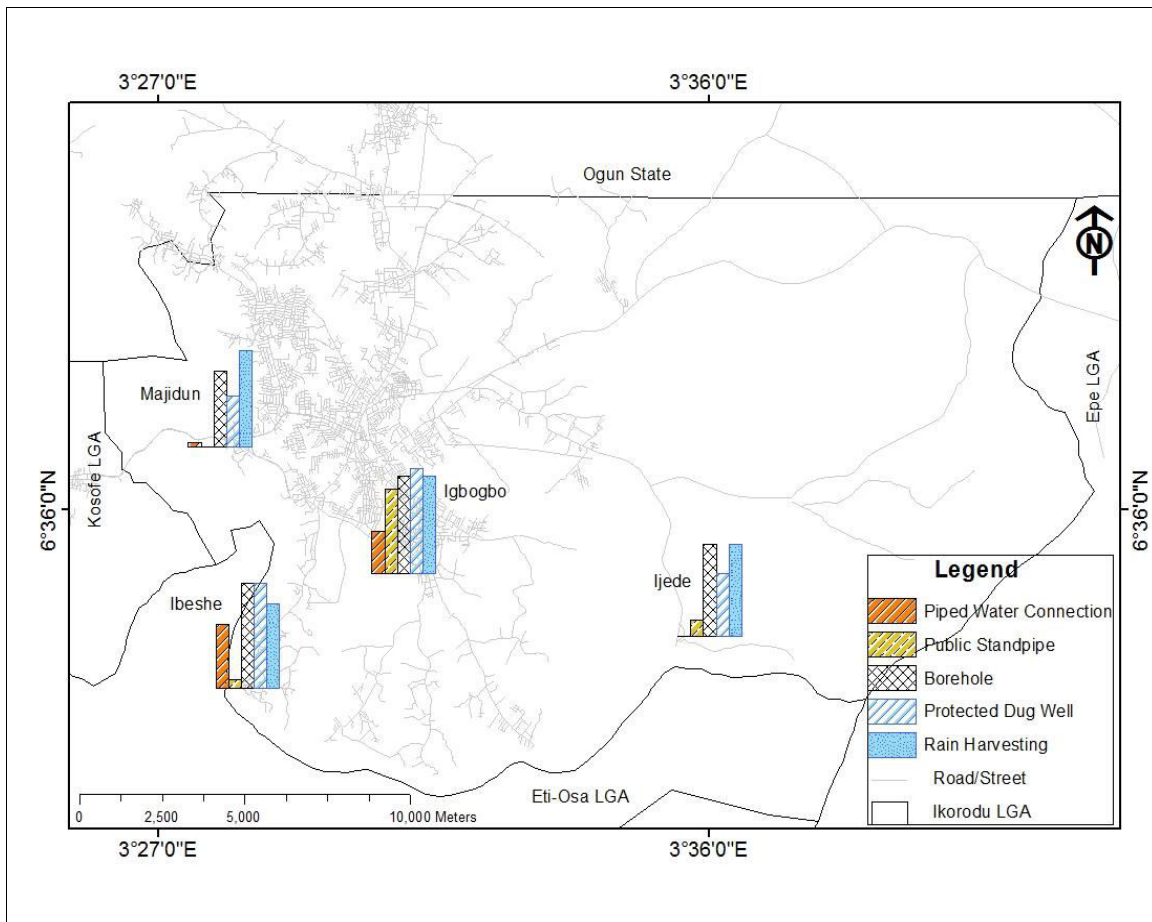 3°27'0"E
3°36'0"E
Ogun State
N
Majidun
Epe LGA
Kosofe LGA
Igbogbo
6°36'0"N
6°36'0"N
Ijede
Ibeshe
Legend
Piped Water Connection
Public Standpipe
Borehole
Protected Dug Well
Rain Harvesting
Road/Street
Ikorodu LGA
Eti-Osa LGA
0 2,500 5,000 10,000 Meters
3°27'0"E
3°36'0"E